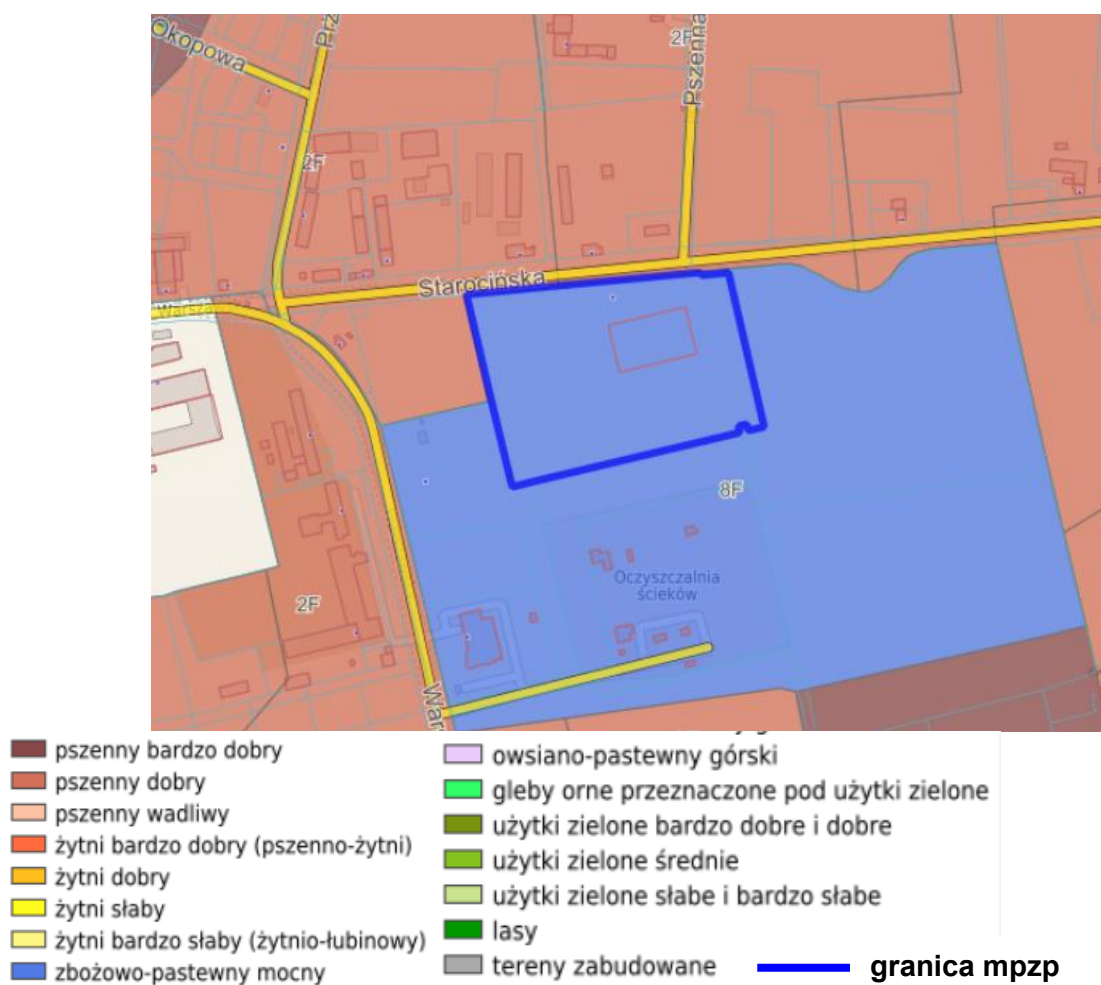 Okopowa
Prz
2F
Pszenna
2F
Starocińska
Warsza
8F
Oczyszczalnia
ścieków
2F
War
pszenny bardzo dobry
pszenny dobry
pszenny wadliwy
żytni bardzo dobry (pszenno-żytni)
żytni dobry
żytni słaby
żytni bardzo słaby (żytnio-łubinowy)
zbożowo-pastewny mocny
owsiano-pastewny górski
gleby orne przeznaczone pod użytki zielone
użytki zielone bardzo dobre i dobre
użytki zielone średnie
użytki zielone słabe i bardzo słabe
lasy
tereny zabudowane
granica mpzp